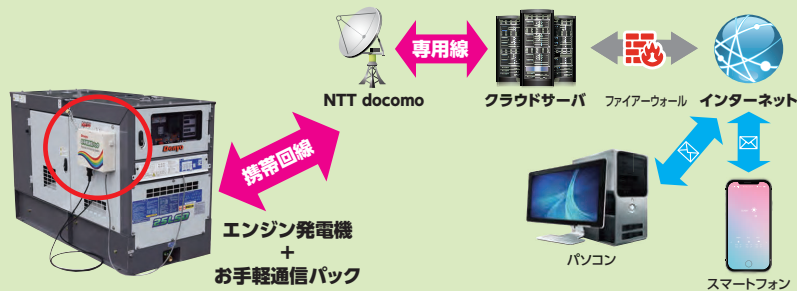 専用線
NTT docomo
クラウドサーバ
ファイアーウォール
インターネット
携帯回線
エンジン発電機
+
お手軽通信パック
パソコン
スマートフォン